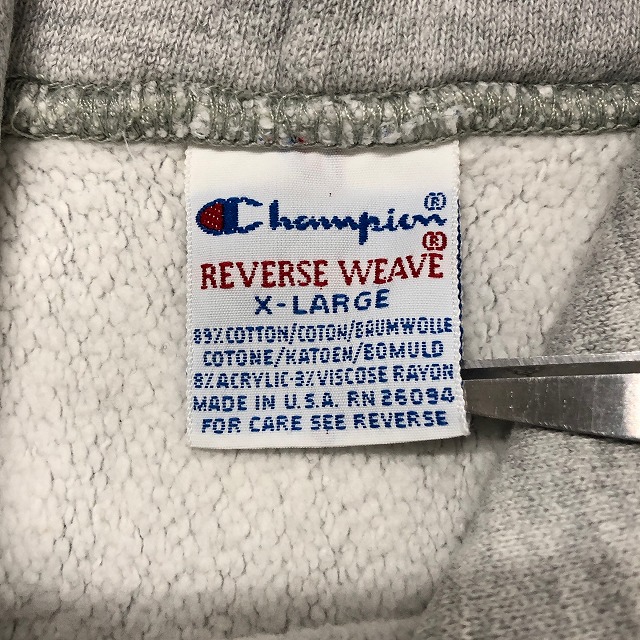 Champion®
®
REVERSE WEAVE
X-LARGE
89% COTTON/COTON/BAUMWOLLE
COTONE/KATOEN/BOMULD
8% ACRYLIC-3% VISCOSE RAYON
MADE IN U.S.A. RN 26094
FOR CARE SEE REVERSE